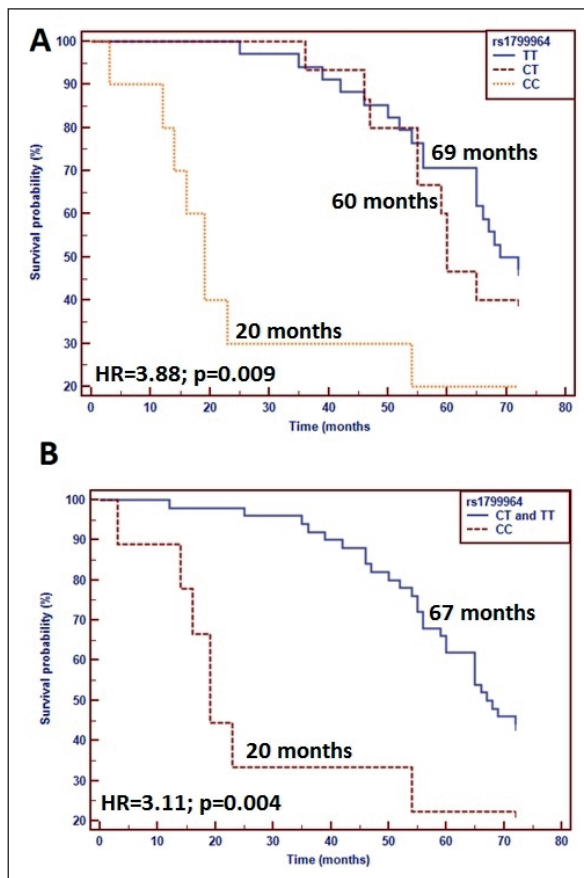 A
rs1799964
TT
CT
CC
100
90
80
70
60
50
40
30
20
Survival probability (%)
69 months
60 months
20 months
HR=3.88; p=0.009
0 10 20 30 40 50 60 70 80
Time (months
B
rs1799964
CT and TT
CC
100
90
80
70
60
50
40
30
20
Survival probability (%)
67 months
20 months
HR=3.11; p=0.004
0 10 20 30 40 50 60 70 80
Time (months)